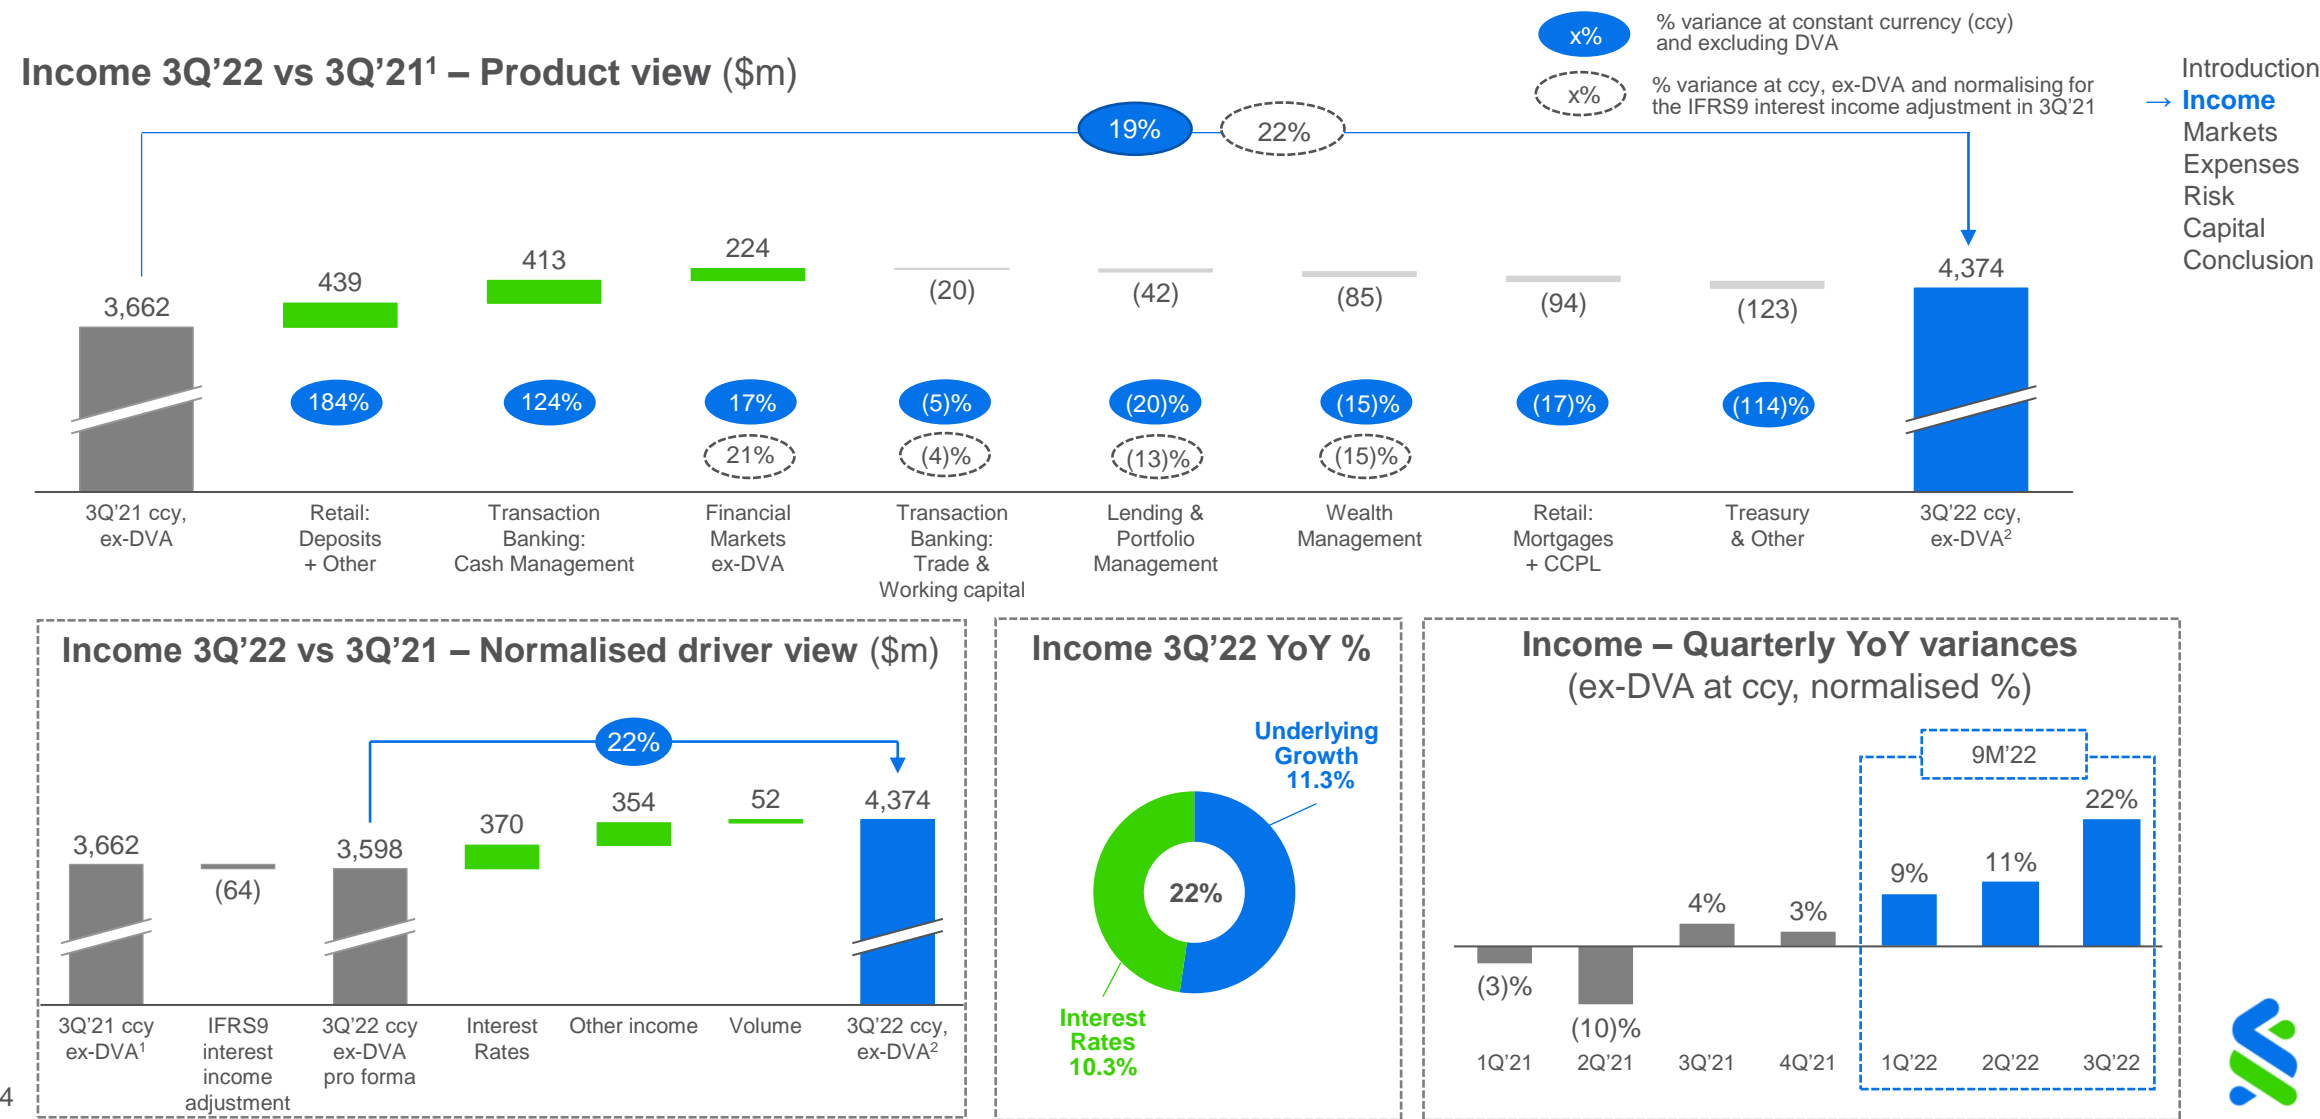 x%
% variance at constant currency (ccy)
and excluding DVA
x%
% variance at ccy, ex-DVA and normalising for
the IFRS9 interest income adjustment in 3Q’21
Introduction
→ Income
Markets
Expenses
Risk
Capital
Conclusion
Income 3Q’22 vs 3Q’21¹ – Product view ($m)
19%
22%
3,662
439
413
224
(20)
(42)
(85)
(94)
(123)
4,374
184%
124%
17%
(5)%
(20)%
(15)%
(17)%
(114)%
21%
(4)%
(13)%
(15)%
3Q’21 ccy,
ex-DVA
Retail:
Deposits
+ Other
Transaction
Banking:
Cash Management
Financial
Markets
ex-DVA
Transaction
Banking:
Trade &
Working capital
Lending &
Portfolio
Management
Wealth
Management
Retail:
Mortgages
+ CCPL
Treasury
& Other
3Q’22 ccy,
ex-DVA²
Income 3Q’22 vs 3Q’21 – Normalised driver view ($m)
22%
3,662
(64)
3,598
370
354
52
4,374
3Q’21 ccy
ex-DVA¹
IFRS9
interest
income
adjustment
3Q’22 ccy
ex-DVA
pro forma
Interest
Rates
Other income
Volume
3Q’22 ccy,
ex-DVA²
Income 3Q’22 YoY %
Underlying
Growth
11.3%
22%
Interest
Rates
10.3%
Income – Quarterly YoY variances
(ex-DVA at ccy, normalised %)
9M’22
(3)%
(10)%
4%
3%
9%
11%
22%
1Q’21
2Q’21
3Q’21
4Q’21
1Q’22
2Q’22
3Q’22
4